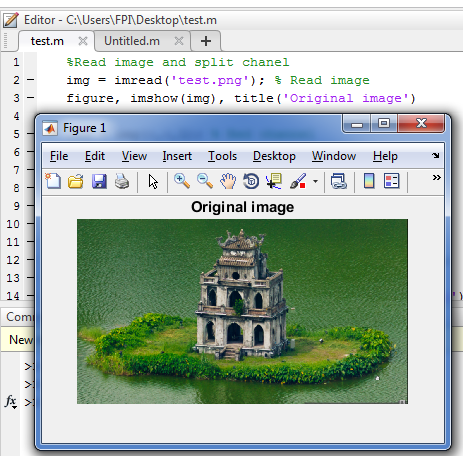 Editor - C:\Users\FPI\Desktop\test.m
test.m Untitled.m
1 %Read image and split chanel
2 img = imread('test.png'); % Read image
3 figure, imshow(img), title('Original image')
4
5
6
7
8
9
10
11
12
13
14 ')
Figure 1
File Edit View Insert Tools Desktop Window Help
Original image
Com
New
>
>
fx >